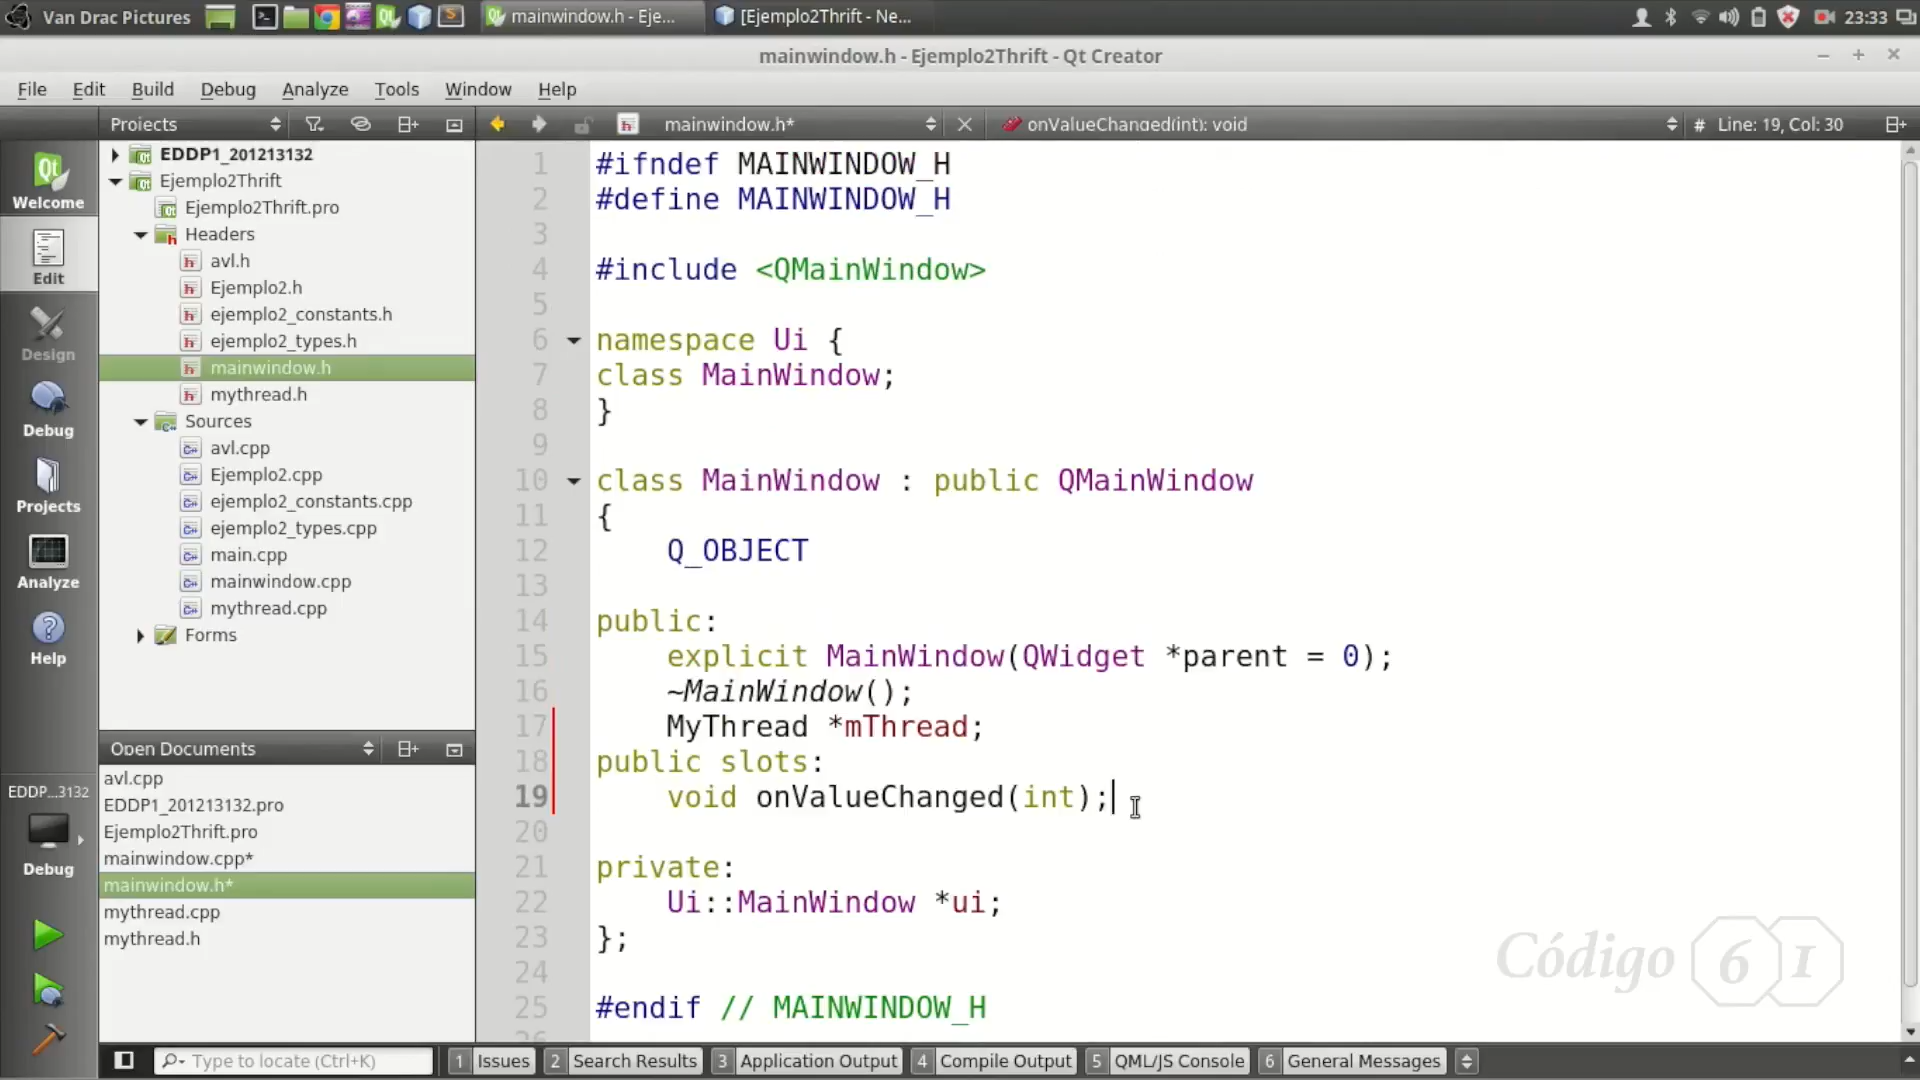 Van Drac Pictures
mainwindow.h - Eje...
[Ejemplo2Thrift - Ne...
23:33
mainwindow.h - Ejemplo2Thrift - Qt Creator
File Edit Build Debug Analyze Tools Window Help
Projects
mainwindow.h*
onValueChanged(int): void
# Line: 19, Col: 30
Welcome
Edit
Design
Debug
Projects
Analyze
Help
EDDP...3132
Debug
EDDP1_201213132
Ejemplo2Thrift
Ejemplo2Thrift.pro
Headers
avl.h
Ejemplo2.h
ejemplo2_constants.h
ejemplo2_types.h
mainwindow.h
mythread.h
Sources
avl.cpp
Ejemplo2.cpp
ejemplo2_constants.cpp
ejemplo2_types.cpp
main.cpp
mainwindow.cpp
mythread.cpp
Forms
Open Documents
avl.cpp
EDDP1_201213132.pro
Ejemplo2Thrift.pro
mainwindow.cpp*
mainwindow.h*
mythread.cpp
mythread.h
1 #ifndef MAINWINDOW_H
2 #define MAINWINDOW_H
3
4 #include <QMainWindow>
5
6 namespace Ui {
7 class MainWindow;
8 }
9
10 class MainWindow : public QMainWindow
11 {
12     Q_OBJECT
13
14 public:
15     explicit MainWindow(QWidget *parent = 0);
16     ~MainWindow();
17     MyThread *mThread;
18 public slots:
19     void onValueChanged(int);
20
21 private:
22     Ui::MainWindow *ui;
23 };
24
25 #endif // MAINWINDOW_H
26
Código 61
Type to locate (Ctrl+K)
1 Issues
2 Search Results
3 Application Output
4 Compile Output
5 QML/JS Console
6 General Messages